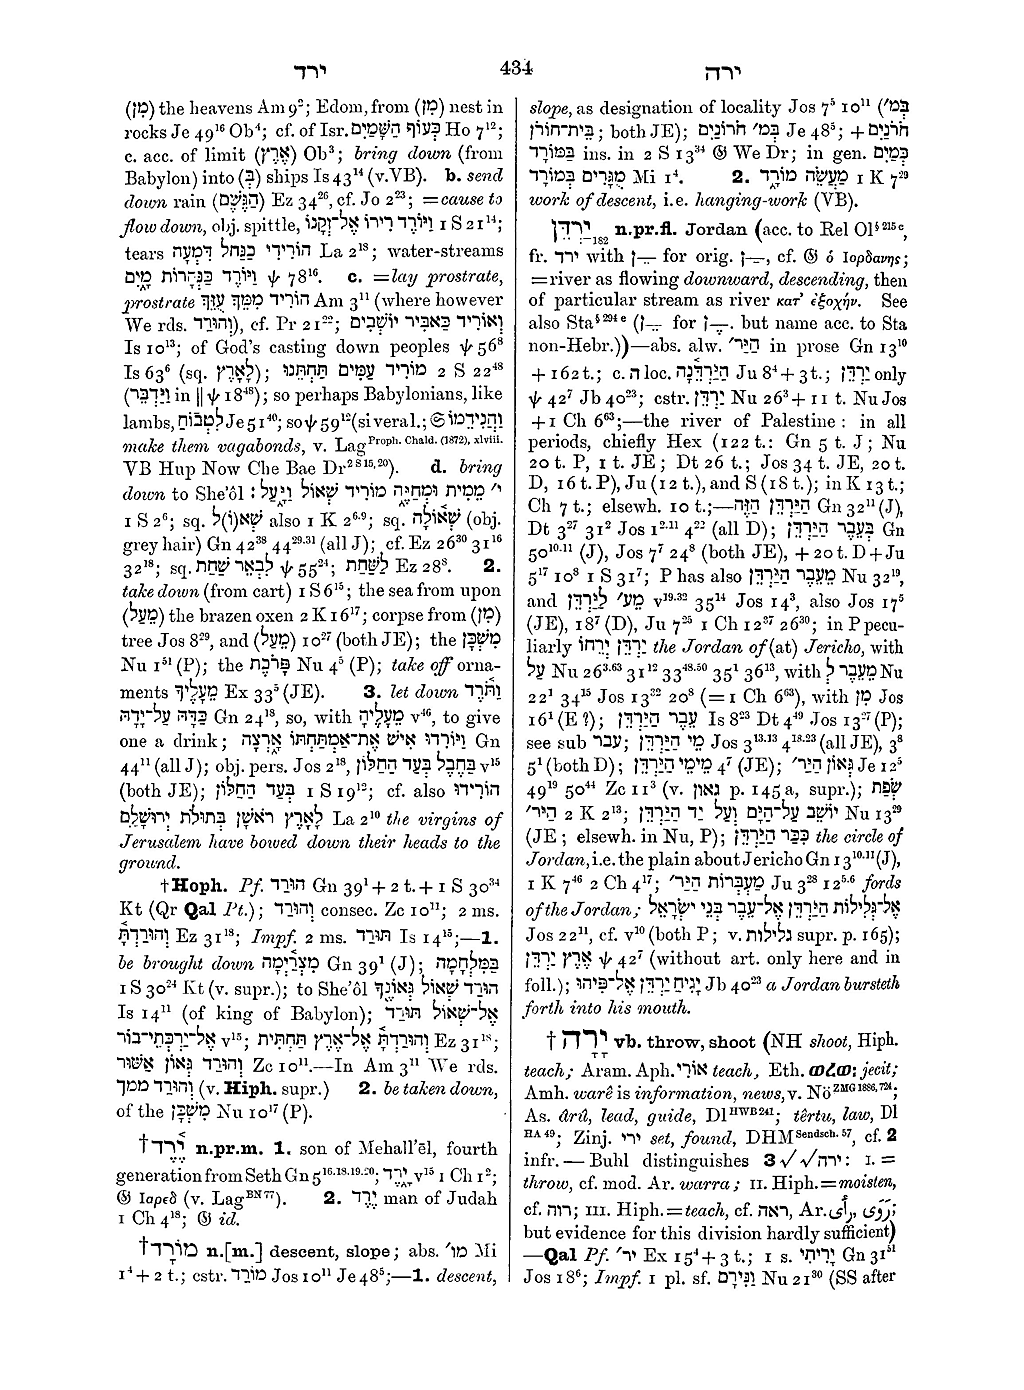 ירד 434 ירה
(מִן) the heavens Am 9²; Edom, from (מִן) nest in
rocks Je 49¹⁶ Ob⁴; cf. of Isr. כְּעוֹף הַשָּׁמַיִם Ho 7¹²;
c. acc. of limit (אֶרֶץ) Ob³; bring down (from
Babylon) into (בְּ) ships Is 43¹⁴ (v. VB). b. send
down rain (הַגֶּשֶׁם) Ez 34²⁶, cf. Jo 2²³; = cause to
flow down, obj. spittle, וַיּוֹרֶד רִירוֹ אֶל־זְקָנוֹ 1 S 21¹⁴;
tears הוֹרִידִי כַנַּחַל דִּמְעָה La 2¹⁸; water-streams
וַיּוֹרֶד כַּנְּהָרוֹת מָיִם ψ 78¹⁶. c. = lay prostrate,
prostrate הוֹרִיד מִמֵּךְ עֻזֵּךְ Am 3¹¹ (where however
We rds. וְהוּרַד), cf. Pr 21²²; וְאוֹרִיד כַּאבִּיר יוֹשְׁבִים
Is 10¹³; of God's casting down peoples ψ 56⁸
Is 63⁶ (sq. לָאָרֶץ); מוֹרִיד עַמִּים תַּחְתֵּנוּ 2 S 22⁴⁸
(וַיַּדְבֵּר in ∥ ψ 18⁴⁸); so perhaps Babylonians, like
lambs, לִטְבוֹחַ Je 51⁴⁰; so ψ 59¹² (si veral.; 𝔖 וְהָנִידֵמוֹ
make them vagabonds, v. Lag Proph. Chald. (1872), xlviii.
VB Hup Now Che Bae Dr 2 S 15, 20). d. bring
down to She'ôl יׄ מֵמִית וּמְחַיֶּה מוֹרִיד שְׁאוֹל וַיָּעַל׃
1 S 2⁶; sq. שְׁא(וֹ)ל also 1 K 2⁶·⁹; sq. שְׁאוֹלָה (obj.
grey hair) Gn 42³⁸ 44²⁹·³¹ (all J); cf. Ez 26³⁰ 31¹⁶
32¹⁸; sq. לִבְאֵר שַׁחַת ψ 55²⁴; לַשַּׁחַת Ez 28⁸. 2.
take down (from cart) 1 S 6¹⁵; the sea from upon
(מֵעַל) the brazen oxen 2 K 16¹⁷; corpse from (מִן)
tree Jos 8²⁹, and (מֵעַל) 10²⁷ (both JE); the מִשְׁכָּן
Nu 1⁵¹ (P); the פָּרֹכֶת Nu 4⁵ (P); take off orna-
ments מֵעָלֶיךָ Ex 33⁵ (JE). 3. let down וַתֹּרֶד
כַּדָּהּ עַל־יָדָהּ Gn 24¹⁸, so, with מֵעָלֶיהָ v⁴⁶, to give
one a drink; וַיּוֹרִדוּ אִישׁ אֶת־אַמְתַּחְתּוֹ אָרְצָה Gn
44¹¹ (all J); obj. pers. Jos 2¹⁸, בַּחֶבֶל בְּעַד הַחַלּוֹן v¹⁵
(both JE); בְּעַד הַחַלּוֹן 1 S 19¹²; cf. also הוֹרִידוּ
לָאָרֶץ רֹאשָׁן בְּתוּלֹת יְרוּשָׁלָם La 2¹⁰ the virgins of
Jerusalem have bowed down their heads to the
ground.
†Hoph. Pf. הוּרַד Gn 39¹ + 2 t. + 1 S 30³⁴
Kt (Qr Qal Pt.); וְהוּרַד consec. Zc 10¹¹; 2 ms.
וְהוּרַדְתָּ Ez 31¹⁸; Impf. 2 ms. תּוּרַד Is 14¹⁵;—1.
be brought down מִצְרַיְמָה Gn 39¹ (J); בַּמִּלְחָמָה
1 S 30²⁴ Kt (v. supr.); to She'ôl הוּרַד שְׁאוֹל גְּאוֹנֶךָ
Is 14¹¹ (of king of Babylon); אֶל־שְׁאוֹל תּוּרַד
אֶל־יַרְכְּתֵי־בוֹר v¹⁵; וְהוּרַדְתָּ אֶל־אֶרֶץ תַּחְתִּית Ez 31¹⁸;
וְהוּרַד גְּאוֹן אַשּׁוּר Zc 10¹¹.—In Am 3¹¹ We rds.
וְהוּרַד ממך (v. Hiph. supr.) 2. be taken down,
of the מִשְׁכָּן Nu 10¹⁷ (P).
†יֶרֶד n.pr.m. 1. son of Mehall'ēl, fourth
generation from Seth Gn 5¹⁶·¹⁸·¹⁹·²⁰; יָרֶד v¹⁵ 1 Ch 1²;
𝔊 Ιαρεδ (v. Lag BN 77). 2. יֶרֶד man of Judah
1 Ch 4¹⁸; 𝔊 id.
†מוֹרָד n.[m.] descent, slope; abs. מוׄ Mi
1⁴ + 2 t.; cstr. מוֹרַד Jos 10¹¹ Je 48⁵;—1. descent,
slope, as designation of locality Jos 7⁵ 10¹¹ (בְּמׄ
בֵּית־חוֹרֹן; both JE); בְּמׄ חֹרוֹנַיִם Je 48⁵; + חֹרֹנַיִם
בַּמּוֹרָד ins. in 2 S 13³⁴ 𝔊 We Dr; in gen. כְּמַיִם
מֻגָּרִים בְּמוֹרָד Mi 1⁴. 2. מַעֲשֵׂה מוֹרָד 1 K 7²⁹
work of descent, i.e. hanging-work (VB).
יַרְדֵּן₁₈₂ n.pr.fl. Jordan (acc. to Rel Ol § 215 c,
fr. ירד with ־ֵן for orig. ־ָן, cf. 𝔊 ὁ Ιορδανης;
= river as flowing downward, descending, then
of particular stream as river κατ' ἐξοχήν. See
also Sta § 294 e (־ֵן for ־ַיִן. but name acc. to Sta
non-Hebr.))—abs. alw. הַיַּרׄ in prose Gn 13¹⁰
+ 162 t.; c. ה loc. הַיַּרְדֵּנָה Ju 8⁴ + 3 t.; יַרְדֵּן only
ψ 42⁷ Jb 40²³; cstr. יַרְדֵּן Nu 26³ + 11 t. Nu Jos
+ 1 Ch 6⁶³;—the river of Palestine: in all
periods, chiefly Hex (122 t.: Gn 5 t. J; Nu
20 t. P, 1 t. JE; Dt 26 t.; Jos 34 t. JE, 20 t.
D, 16 t. P), Ju (12 t.), and S (18 t.); in K 13 t.;
Ch 7 t.; elsewh. 10 t.;—הַיַּרְדֵּן הַזֶּה Gn 32¹¹ (J),
Dt 3²⁷ 31² Jos 1²·¹¹ 4²² (all D); בְּעֵבֶר הַיַּרְדֵּן Gn
50¹⁰·¹¹ (J), Jos 7⁷ 24⁸ (both JE), + 20 t. D + Ju
5¹⁷ 10⁸ 1 S 31⁷; P has also מֵעֵבֶר הַיַּרְדֵּן Nu 32¹⁹,
and מֵעׄ לַיַּרְדֵּן v¹⁹·³² 35¹⁴ Jos 14³, also Jos 17⁵
(JE), 18⁷ (D), Ju 7²⁵ 1 Ch 12³⁷ 26³⁰; in P pecu-
liarly יַרְדֵּן יְרֵחוֹ the Jordan of (at) Jericho, with
עַל Nu 26³·⁶³ 31¹² 33⁴⁸·⁵⁰ 35¹ 36¹³, with מֵעֵבֶר לְ Nu
22¹ 34¹⁵ Jos 13³² 20⁸ (= 1 Ch 6⁶³), with מִן Jos
16¹ (E ?); עֵבֶר הַיַּרְדֵּן Is 8²³ Dt 4⁴⁹ Jos 13²⁷ (P);
see sub עבר; מֵי הַיַּרְדֵּן Jos 3¹³·¹³ 4¹⁸·²³ (all JE), 3⁸
5¹ (both D); מֵימֵי הַיַּרְדֵּן 4⁷ (JE); גְּאוֹן הַיַּרׄ Je 12⁵
49¹⁹ 50⁴⁴ Zc 11³ (v. גאון p. 145 a, supr.); שְׂפַת
הַיַּרׄ 2 K 2¹³; יוֹשֵׁב עַל־הַיָּם וְעַל יַד הַיַּרְדֵּן Nu 13²⁹
(JE; elsewh. in Nu, P); כִּכַּר הַיַּרְדֵּן the circle of
Jordan, i.e. the plain about Jericho Gn 13¹⁰·¹¹ (J),
1 K 7⁴⁶ 2 Ch 4¹⁷; מַעְבְּרוֹת הַיַּרׄ Ju 3²⁸ 12⁵·⁶ fords
of the Jordan; אֶל־גְּלִילוֹת הַיַּרְדֵּן אֶל־עֵבֶר בְּנֵי יִשְׂרָאֵל
Jos 22¹¹, cf. v¹⁰ (both P; v. גלילות supr. p. 165);
אֶרֶץ יַרְדֵּן ψ 42⁷ (without art. only here and in
foll.); יָגִיחַ יַרְדֵּן אֶל־פִּיהוּ Jb 40²³ a Jordan bursteth
forth into his mouth.
†יָרָה vb. throw, shoot (NH shoot, Hiph.
teach; Aram. Aph. אוֹרִי teach, Eth. ወረወ: jecit;
Amh. warê is information, news, v. Nö ZMG 1886, 724;
As. ârû, lead, guide, Dl HWB 241; têrtu, law, Dl
HA 49; Zinj. ירי set, found, DHM Sendsch. 57, cf. 2
infr. — Buhl distinguishes 3 √√ירה: I. =
throw, cf. mod. Ar. warra; II. Hiph. = moisten,
cf. רוה; III. Hiph. = teach, cf. ראה, Ar. رأى, رَوَّى;
but evidence for this division hardly sufficient)
—Qal Pf. יׄר Ex 15⁴ + 3 t.; 1 s. יָרִיתִי Gn 31⁵¹
Jos 18⁶; Impf. 1 pl. sf. וַנִּירָם Nu 21³⁰ (SS after